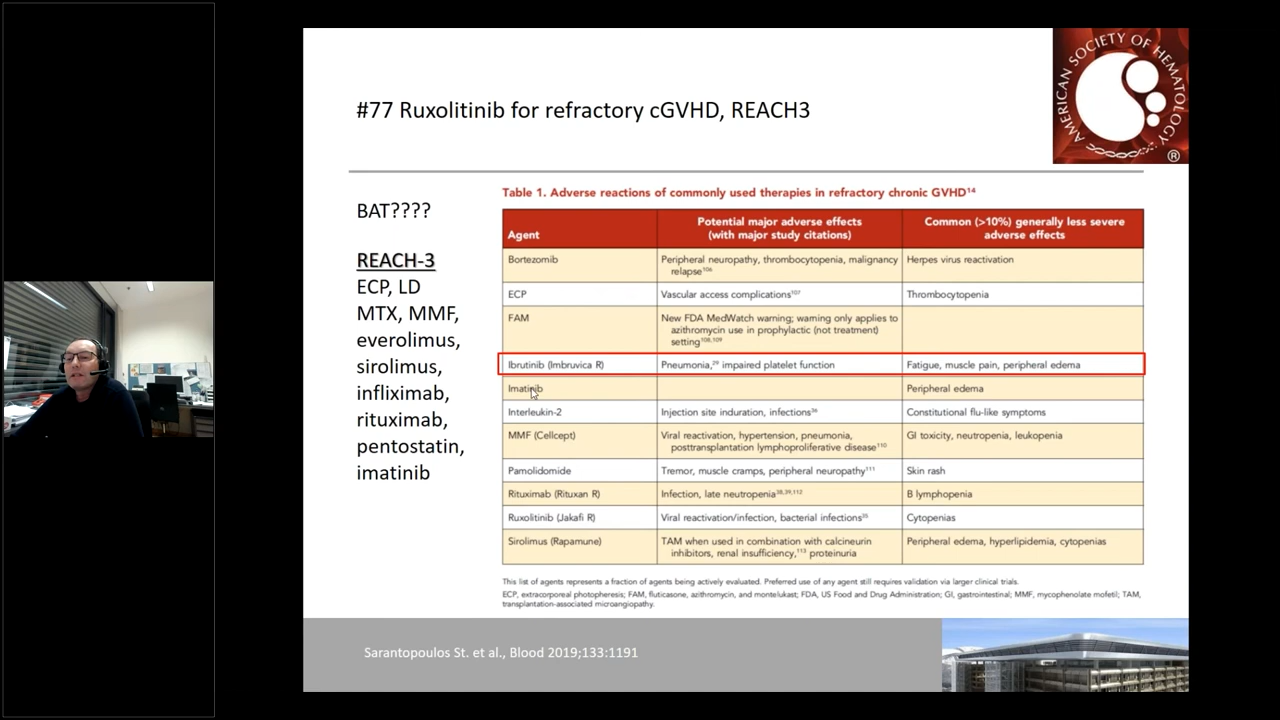 #77 Ruxolitinib for refractory cGVHD, REACH3
AMERICAN SOCIETY OF HEMATOLOGY
®
BAT????
REACH-3
ECP, LD
MTX, MMF,
everolimus,
sirolimus,
infliximab,
rituximab,
pentostatin,
imatinib
Table 1. Adverse reactions of commonly used therapies in refractory chronic GVHD14
Agent
Potential major adverse effects
(with major study citations)
Common (>10%) generally less severe
adverse effects
Bortezomib
Peripheral neuropathy, thrombocytopenia, malignancy
relapse106
Herpes virus reactivation
ECP
Vascular access complications107
Thrombocytopenia
FAM
New FDA MedWatch warning; warning only applies to
azithromycin use in prophylactic (not treatment)
setting108,109
Ibrutinib (Imbruvica R)
Pneumonia,29 impaired platelet function
Fatigue, muscle pain, peripheral edema
Imatinib
Peripheral edema
Interleukin-2
Injection site induration, infections36
Constitutional flu-like symptoms
MMF (Cellcept)
Viral reactivation, hypertension, pneumonia,
posttransplantation lymphoproliferative disease110
GI toxicity, neutropenia, leukopenia
Pamolidomide
Tremor, muscle cramps, peripheral neuropathy111
Skin rash
Rituximab (Rituxan R)
Infection, late neutropenia38,39,112
B lymphopenia
Ruxolitinib (Jakafi R)
Viral reactivation/infection, bacterial infections35
Cytopenias
Sirolimus (Rapamune)
TAM when used in combination with calcineurin
inhibitors, renal insufficiency,113 proteinuria
Peripheral edema, hyperlipidemia, cytopenias
This list of agents represents a fraction of agents being actively evaluated. Preferred use of any agent still requires validation via larger clinical trials.
ECP, extracorporeal photopheresis; FAM, fluticasone, azithromycin, and montelukast; FDA, US Food and Drug Administration; GI, gastrointestinal; MMF, mycophenolate mofetil; TAM,
transplantation-associated microangiopathy.
Sarantopoulos St. et al., Blood 2019;133:1191